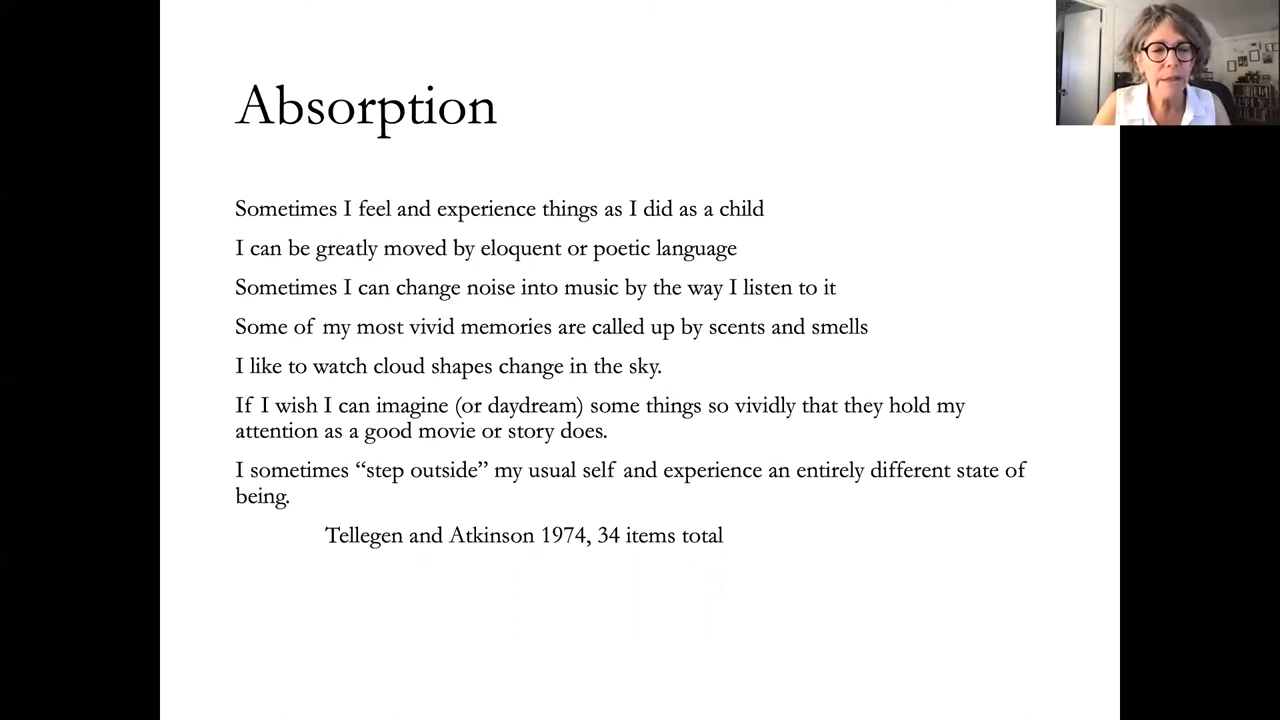 Absorption
Sometimes I feel and experience things as I did as a child
I can be greatly moved by eloquent or poetic language
Sometimes I can change noise into music by the way I listen to it
Some of my most vivid memories are called up by scents and smells
I like to watch cloud shapes change in the sky.
If I wish I can imagine (or daydream) some things so vividly that they hold my
attention as a good movie or story does.
I sometimes “step outside” my usual self and experience an entirely different state of
being.
Tellegen and Atkinson 1974, 34 items total